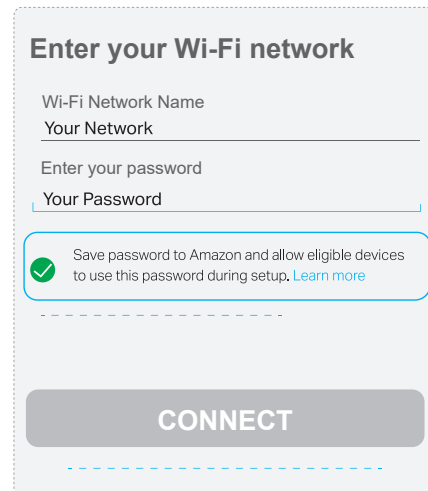 Enter your Wi-Fi network
Wi-Fi Network Name
Your Network
Enter your password
Your Password
Save password to Amazon and allow eligible devices
to use this password during setup. Learn more
CONNECT